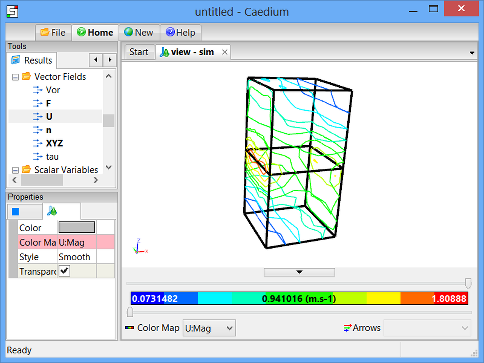 untitled - Caedium
File
Home
New
Help
Tools
Results
Start
view - sim
Vector Fields
Vor
F
U
n
XYZ
tau
Scalar Variables
Properties
Color
Color Ma U:Mag
Style Smooth
Transpare
0.0731482 0.941016 (m.s-1) 1.80888
Color Map U:Mag Arrows
Ready